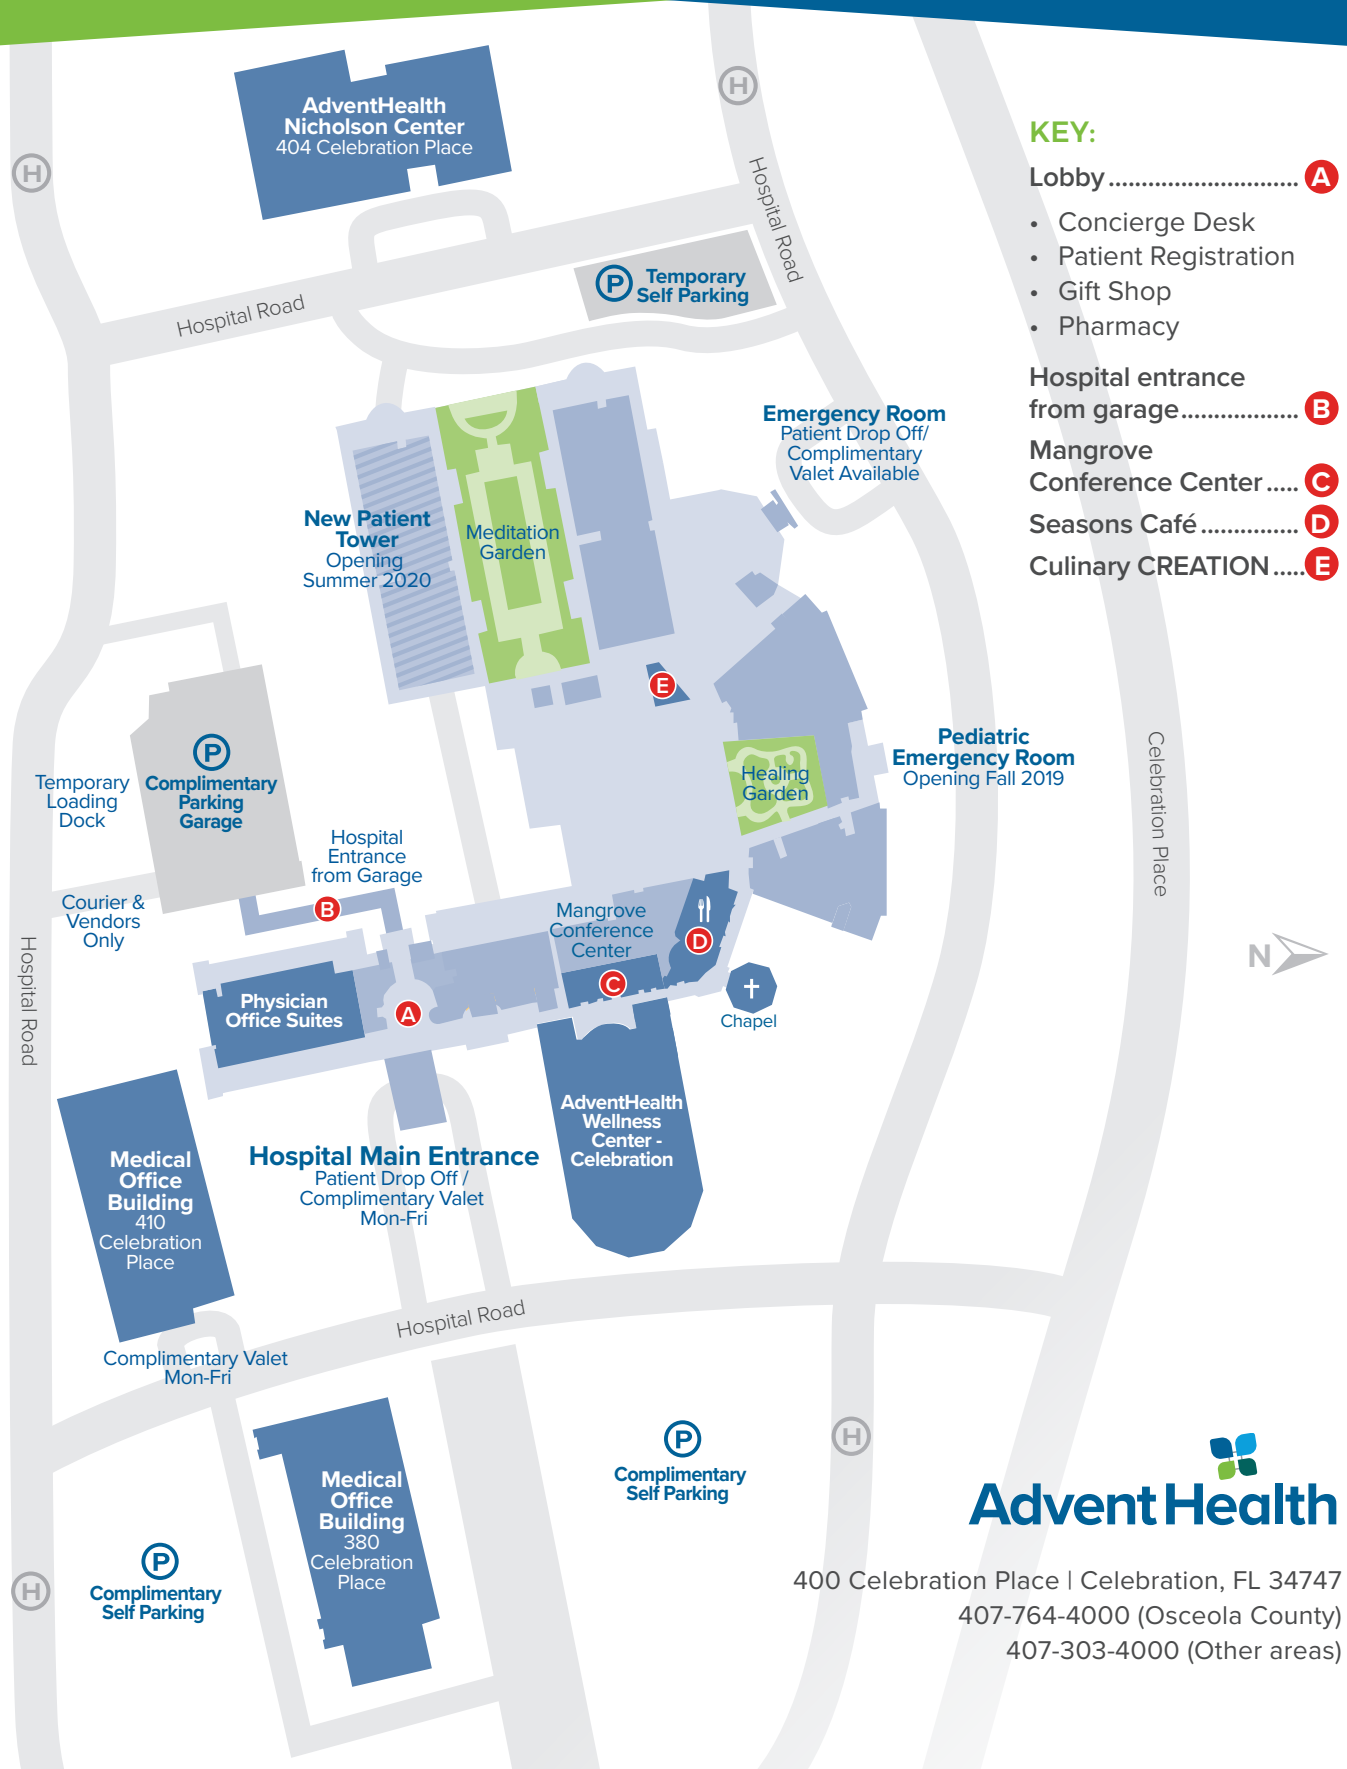 AdventHealth
Nicholson Center
404 Celebration Place
H
H
Hospital Road
KEY:
Lobby ............................. A
• Concierge Desk
• Patient Registration
• Gift Shop
• Pharmacy
Hospital entrance
from garage.................. B
Mangrove
Conference Center ..... C
Seasons Café ............... D
Culinary CREATION ..... E
P Temporary
Self Parking
Hospital Road
Emergency Room
Patient Drop Off/
Complimentary
Valet Available
New Patient
Tower
Opening
Summer 2020
Meditation
Garden
E
Pediatric
Emergency Room
Opening Fall 2019
Healing
Garden
Celebration Place
P
Complimentary
Parking
Garage
Temporary
Loading
Dock
Hospital
Entrance
from Garage
B
Courier &
Vendors
Only
Hospital Road
Mangrove
Conference
Center
D
C
N
Physician
Office Suites
A
Chapel
AdventHealth
Wellness
Center -
Celebration
Medical
Office
Building
410
Celebration
Place
Hospital Main Entrance
Patient Drop Off /
Complimentary Valet
Mon-Fri
Hospital Road
Complimentary Valet
Mon-Fri
P
Complimentary
Self Parking
H
Medical
Office
Building
380
Celebration
Place
P
Complimentary
Self Parking
H
AdventHealth
400 Celebration Place | Celebration, FL 34747
407-764-4000 (Osceola County)
407-303-4000 (Other areas)